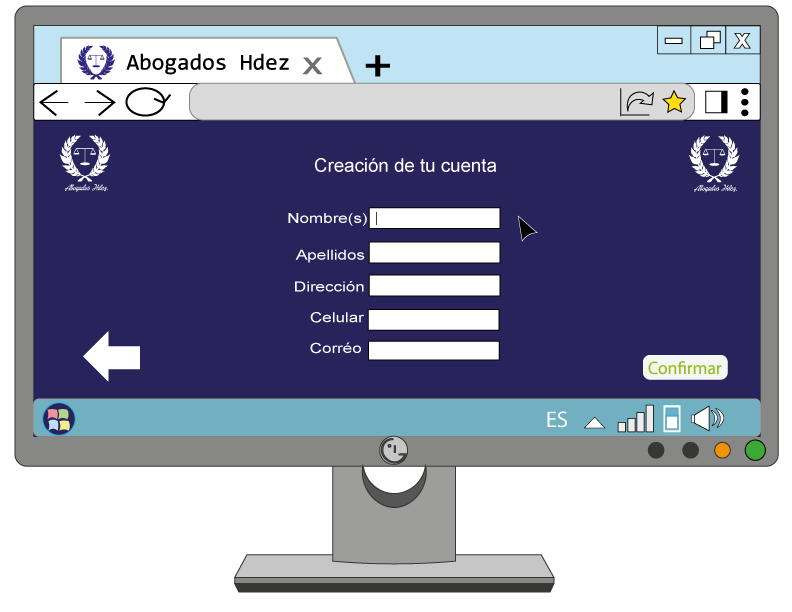 Abogados Hdez X
X
Creación de tu cuenta
Abogados Hdez.
Abogados Hdez.
Nombre(s)
Apellidos
Dirección
Celular
Corréo
Confirmar
ES